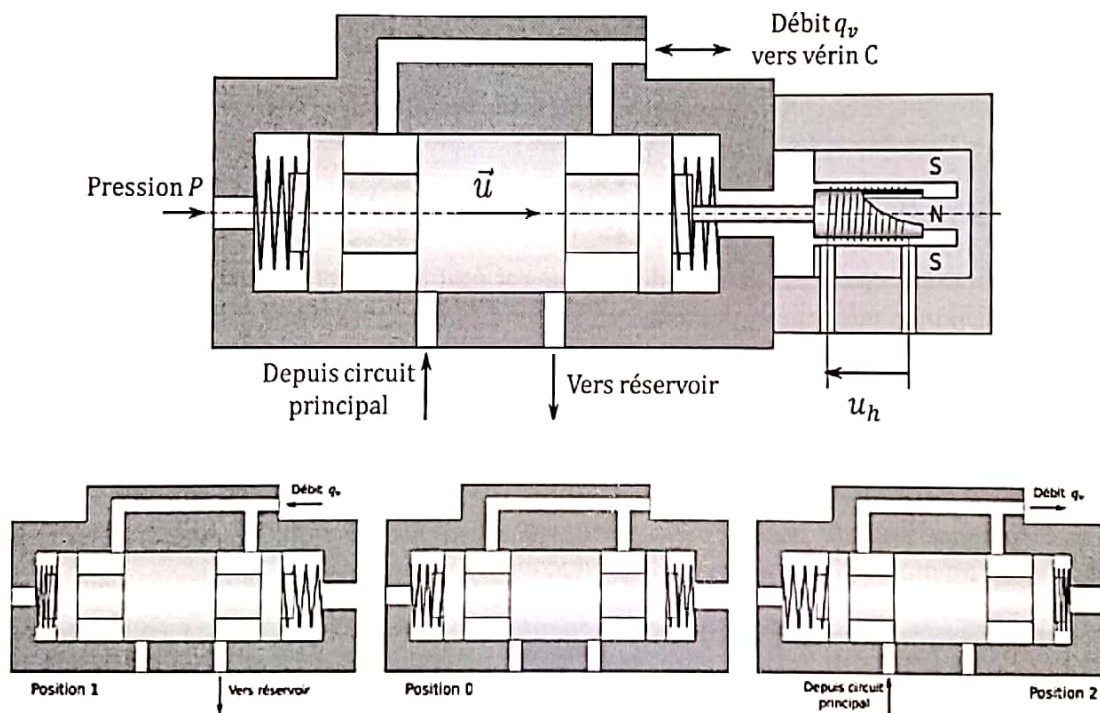 Débit q_v
vers vérin C
Pression P
u⃗
S
N
S
Depuis circuit
principal
Vers réservoir
u_h
Débit q_v
Débit q_v
Position 1
Vers réservoir
Position 0
Depuis circuit
principal
Position 2